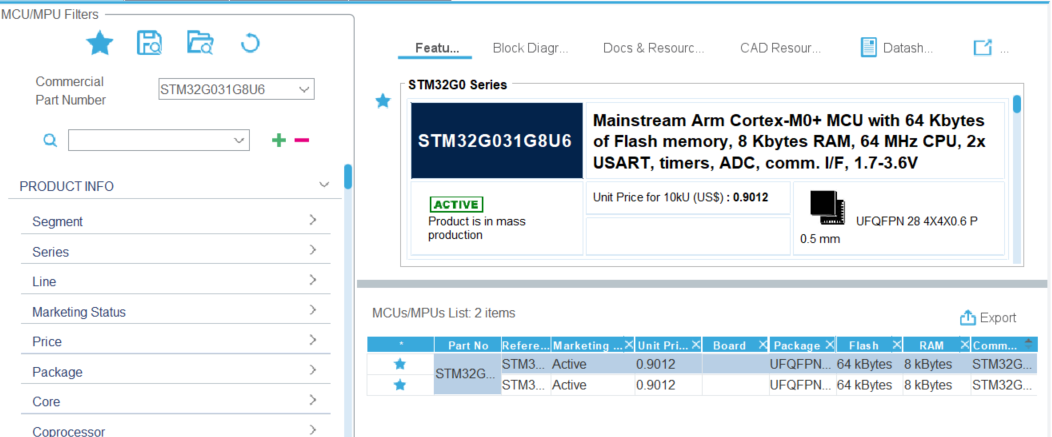 MCU/MPU Filters
Commercial
Part Number
STM32G031G8U6
PRODUCT INFO
Segment
Series
Line
Marketing Status
Price
Package
Core
Coprocessor
Featu...
Block Diagr...
Docs & Resourc...
CAD Resour...
Datash...
...
STM32G0 Series
STM32G031G8U6
Mainstream Arm Cortex-M0+ MCU with 64 Kbytes
of Flash memory, 8 Kbytes RAM, 64 MHz CPU, 2x
USART, timers, ADC, comm. I/F, 1.7-3.6V
ACTIVE
Product is in mass
production
Unit Price for 10kU (US$) : 0.9012
UFQFPN 28 4X4X0.6 P
0.5 mm
MCUs/MPUs List: 2 items
Export
* Part No Refere... Marketing ... Unit Pri... Board Package Flash RAM Comm...
STM32G...
STM3... Active 0.9012 UFQFPN... 64 kBytes 8 kBytes STM32G...
STM3... Active 0.9012 UFQFPN... 64 kBytes 8 kBytes STM32G...